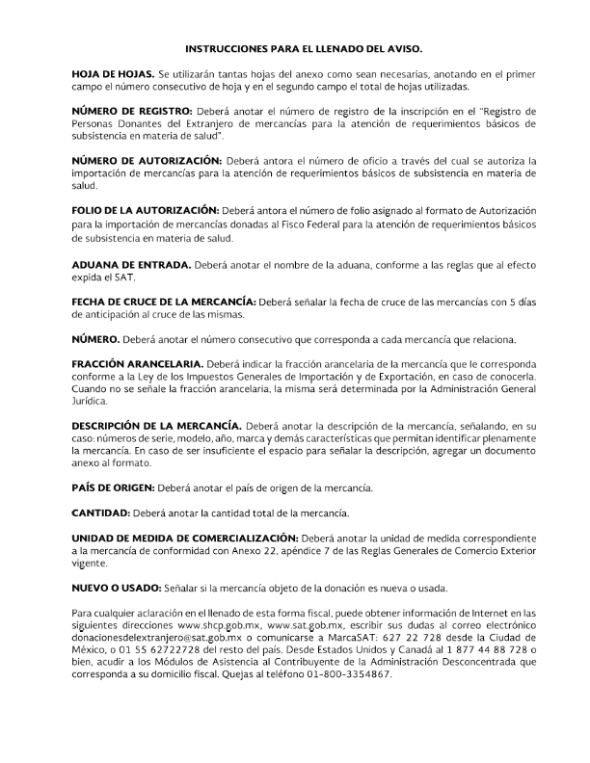 INSTRUCCIONES PARA EL LLENADO DEL AVISO.
HOJA DE HOJAS. Se utilizarán tantas hojas del anexo como sean necesarias, anotando en el primer
campo el número consecutivo de hoja y en el segundo campo el total de hojas utilizadas.
NÚMERO DE REGISTRO: Deberá anotar el número de registro de la inscripción en el "Registro de
Personas Donantes del Extranjero de mercancías para la atención de requerimientos básicos de
subsistencia en materia de salud".
NÚMERO DE AUTORIZACIÓN: Deberá antora el número de oficio a través del cual se autoriza la
importación de mercancías para la atención de requerimientos básicos de subsistencia en materia de
salud.
FOLIO DE LA AUTORIZACIÓN: Deberá antora el número de folio asignado al formato de Autorización
para la importación de mercancías donadas al Fisco Federal para la atención de requerimientos básicos
de subsistencia en materia de salud.
ADUANA DE ENTRADA. Deberá anotar el nombre de la aduana, conforme a las reglas que al efecto
expida el SAT.
FECHA DE CRUCE DE LA MERCANCÍA: Deberá señalar la fecha de cruce de las mercancías con 5 días
de anticipación al cruce de las mismas.
NÚMERO. Deberá anotar el número consecutivo que corresponda a cada mercancía que relaciona.
FRACCIÓN ARANCELARIA. Deberá indicar la fracción arancelaria de la mercancía que le corresponda
conforme a la Ley de los Impuestos Generales de Importación y de Exportación, en caso de conocerla.
Cuando no se señale la fracción arancelaria, la misma será determinada por la Administración General
Jurídica.
DESCRIPCIÓN DE LA MERCANCÍA. Deberá anotar la descripción de la mercancía, señalando, en su
caso: números de serie, modelo, año, marca y demás características que permitan identificar plenamente
la mercancía. En caso de ser insuficiente el espacio para señalar la descripción, agregar un documento
anexo al formato.
PAÍS DE ORIGEN: Deberá anotar el país de origen de la mercancía.
CANTIDAD: Deberá anotar la cantidad total de la mercancía.
UNIDAD DE MEDIDA DE COMERCIALIZACIÓN: Deberá anotar la unidad de medida correspondiente
a la mercancía de conformidad con Anexo 22, apéndice 7 de las Reglas Generales de Comercio Exterior
vigente.
NUEVO O USADO: Señalar si la mercancía objeto de la donación es nueva o usada.
Para cualquier aclaración en el llenado de esta forma fiscal, puede obtener información de Internet en las
siguientes direcciones www.shcp.gob.mx, www.sat.gob.mx, escribir sus dudas al correo electrónico
donacionesdelextranjero@sat.gob.mx o comunicarse a MarcaSAT: 627 22 728 desde la Ciudad de
México, o 01 55 62722728 del resto del país. Desde Estados Unidos y Canadá al 1 877 44 88 728 o
bien, acudir a los Módulos de Asistencia al Contribuyente de la Administración Desconcentrada que
corresponda a su domicilio fiscal. Quejas al teléfono 01-800-3354867.